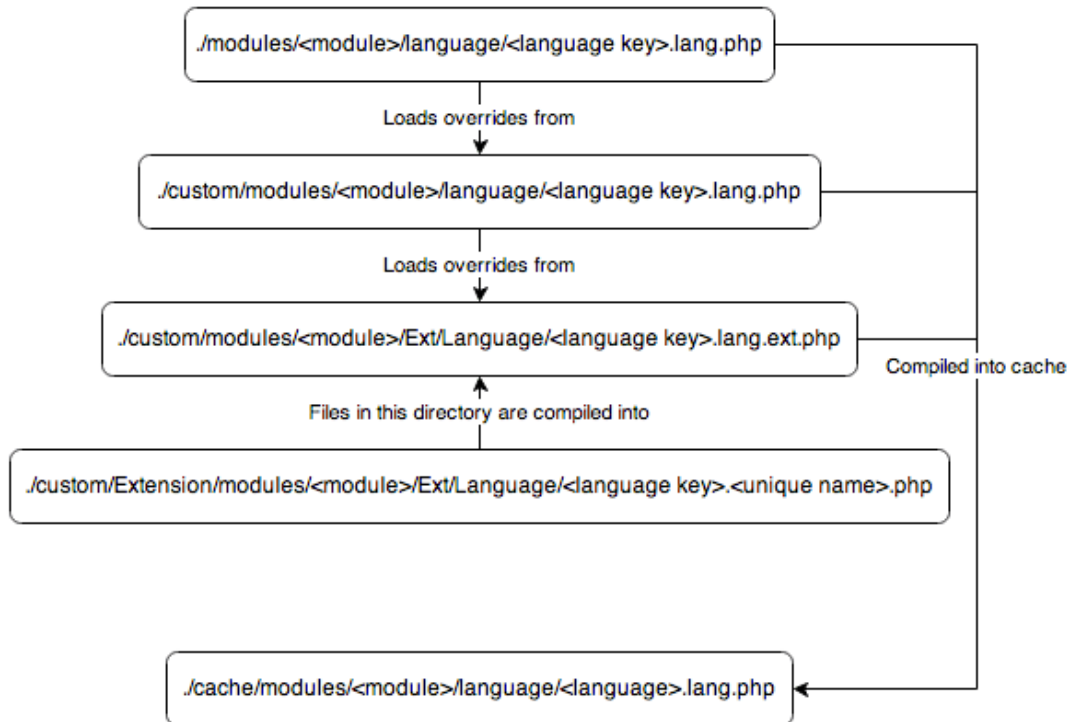 ./modules/<module>/language/<language key>.lang.php
Loads overrides from
./custom/modules/<module>/language/<language key>.lang.php
Loads overrides from
./custom/modules/<module>/Ext/Language/<language key>.lang.ext.php
Compiled into cache
Files in this directory are compiled into
./custom/Extension/modules/<module>/Ext/Language/<language key>.<unique name>.php
./cache/modules/<module>/language/<language>.lang.php